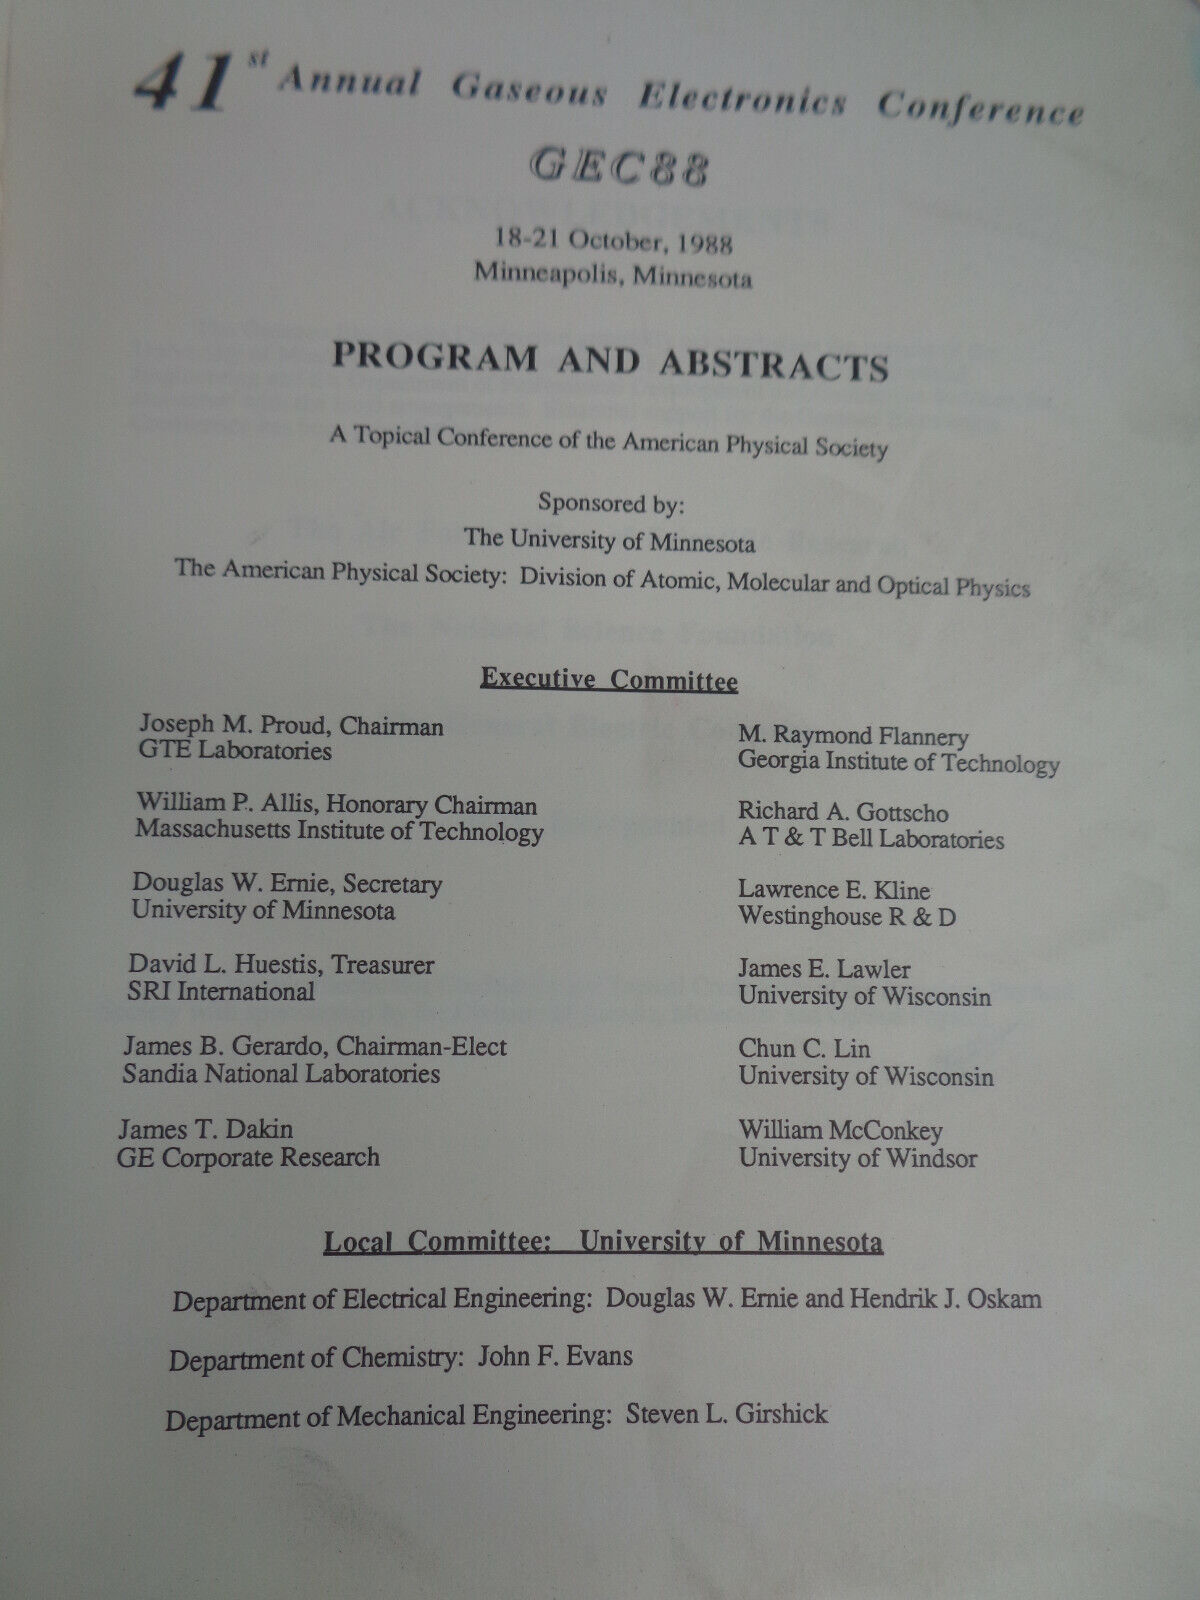 41st Annual Gaseous Electronics Conference
GEC88
18-21 October, 1988
Minneapolis, Minnesota
PROGRAM AND ABSTRACTS
A Topical Conference of the American Physical Society
Sponsored by:
The University of Minnesota
The American Physical Society: Division of Atomic, Molecular and Optical Physics
Executive Committee
Joseph M. Proud, Chairman
GTE Laboratories
William P. Allis, Honorary Chairman
Massachusetts Institute of Technology
Douglas W. Ernie, Secretary
University of Minnesota
David L. Huestis, Treasurer
SRI International
James B. Gerardo, Chairman-Elect
Sandia National Laboratories
James T. Dakin
GE Corporate Research
M. Raymond Flannery
Georgia Institute of Technology
Richard A. Gottscho
A T & T Bell Laboratories
Lawrence E. Kline
Westinghouse R & D
James E. Lawler
University of Wisconsin
Chun C. Lin
University of Wisconsin
William McConkey
University of Windsor
Local Committee: University of Minnesota
Department of Electrical Engineering: Douglas W. Ernie and Hendrik J. Oskam
Department of Chemistry: John F. Evans
Department of Mechanical Engineering: Steven L. Girshick